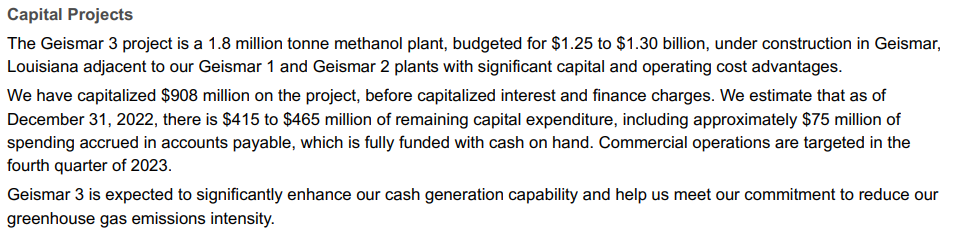 Capital Projects
The Geismar 3 project is a 1.8 million tonne methanol plant, budgeted for $1.25 to $1.30 billion, under construction in Geismar,
Louisiana adjacent to our Geismar 1 and Geismar 2 plants with significant capital and operating cost advantages.
We have capitalized $908 million on the project, before capitalized interest and finance charges. We estimate that as of
December 31, 2022, there is $415 to $465 million of remaining capital expenditure, including approximately $75 million of
spending accrued in accounts payable, which is fully funded with cash on hand. Commercial operations are targeted in the
fourth quarter of 2023.
Geismar 3 is expected to significantly enhance our cash generation capability and help us meet our commitment to reduce our
greenhouse gas emissions intensity.